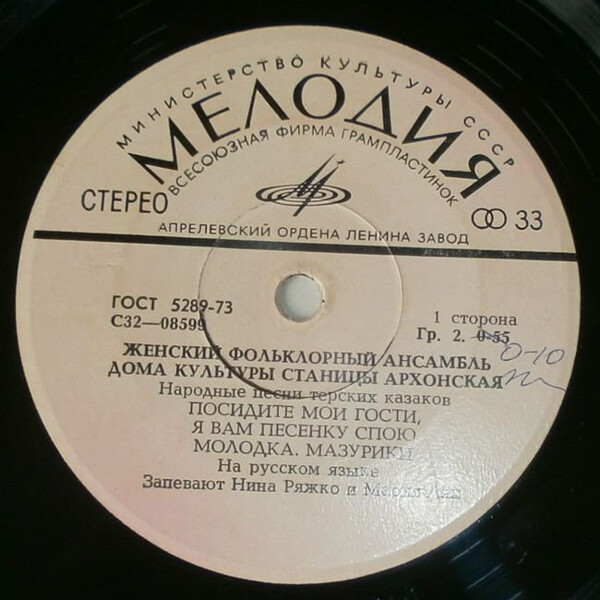 МИНИСТЕРСТВО КУЛЬТУРЫ СССР
МЕЛОДИЯ
ВСЕСОЮЗНАЯ ФИРМА ГРАМПЛАСТИНОК
СТЕРЕО
33
АПРЕЛЕВСКИЙ ОРДЕНА ЛЕНИНА ЗАВОД
ГОСТ 5289-73
С32—08599
1 сторона
Гр. 2. 0-55
0-10
ЖЕНСКИЙ ФОЛЬКЛОРНЫЙ АНСАМБЛЬ
ДОМА КУЛЬТУРЫ СТАНИЦЫ АРХОНСКАЯ
Народные песни терских казаков
ПОСИДИТЕ МОИ ГОСТИ,
Я ВАМ ПЕСЕНКУ СПОЮ
МОЛОДКА. МАЗУРИКИ
На русском языке
Запевают Нина Ряжко и Мария